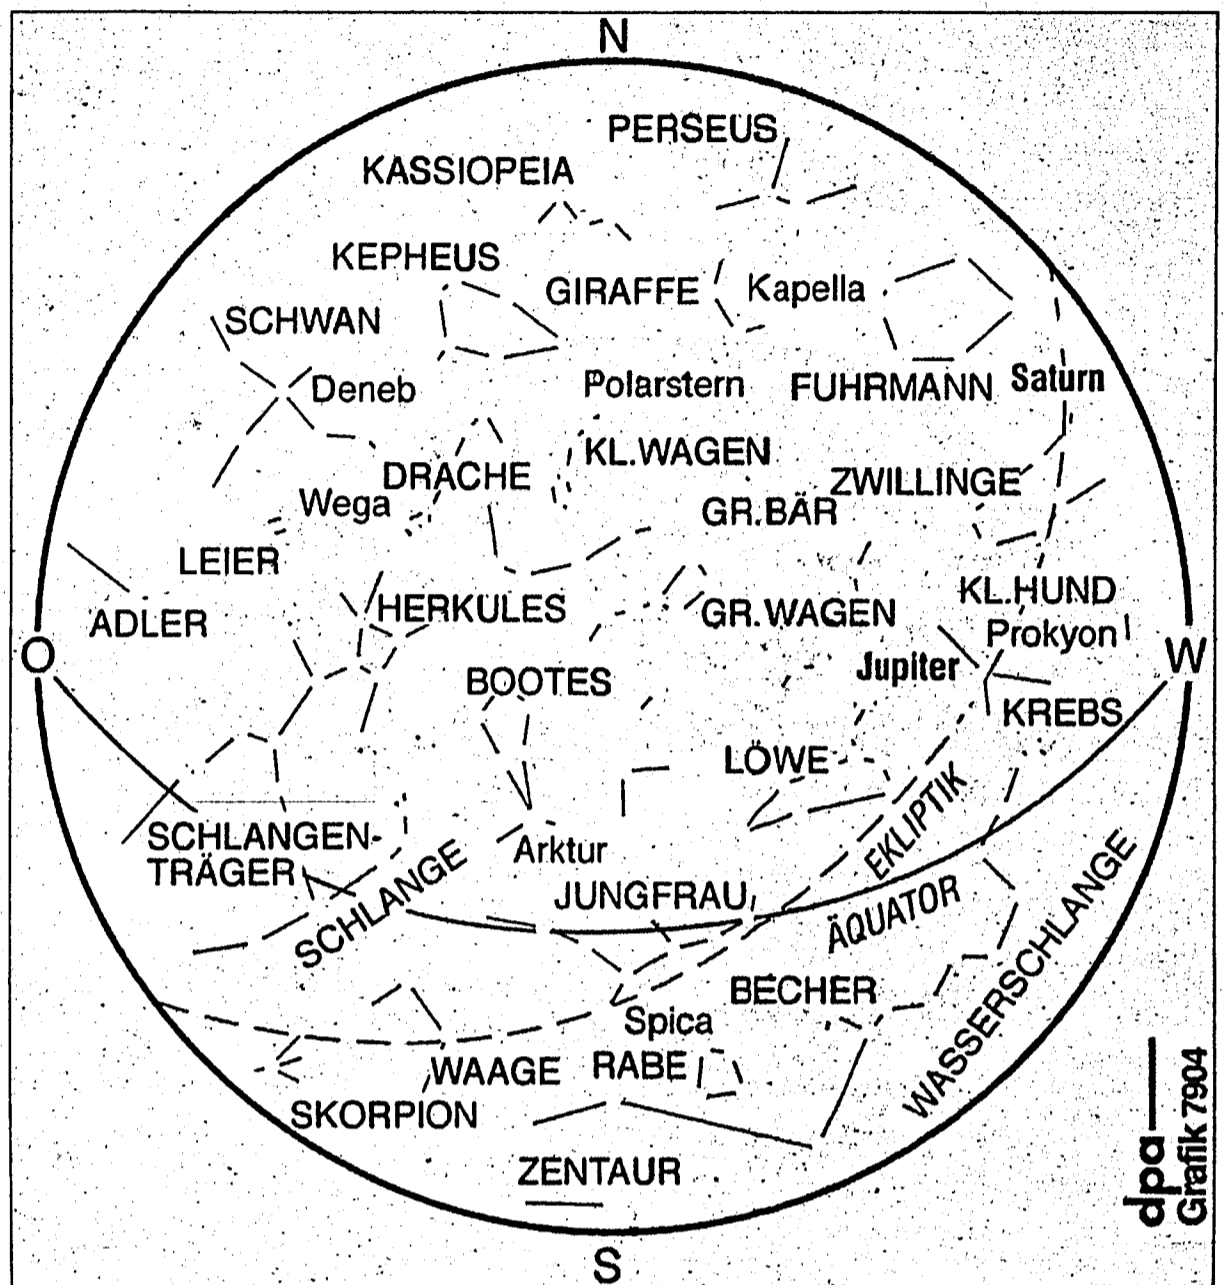 N
PERSEUS
KASSIOPEIA
KEPHEUS
GIRAFFE
Kapella
SCHWAN
Deneb
Polarstern
FUHRMANN
Saturn
KL.WAGEN
DRACHE
ZWILLINGE
Wega
GR.BÄR
LEIER
KL.HUND
HERKULES
GR.WAGEN
ADLER
Prokyon
O
W
Jupiter
BOOTES
KREBS
LÖWE
EKLIPTIK
SCHLANGEN-
TRÄGER
Arktur
SCHLANGE
JUNGFRAU
ÄQUATOR
WASSERSCHLANGE
BECHER
Spica
WAAGE
RABE
SKORPION
ZENTAUR
dpa
Grafik 7904
S